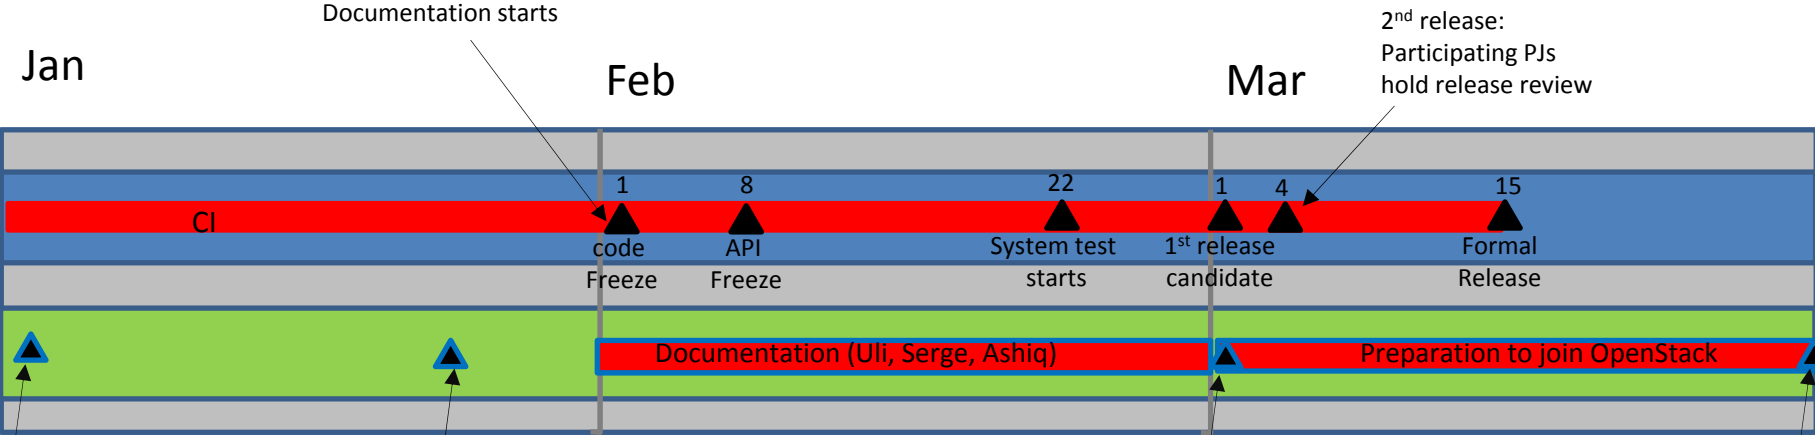 Documentation starts
2nd release:
Participating PJs
hold release review
Jan
Feb
Mar
1
8
22
1
4
15
CI
code
Freeze
API
Freeze
System test
starts
1st release
candidate
Formal
Release
Documentation (Uli, Serge, Ashiq)
Preparation to join OpenStack